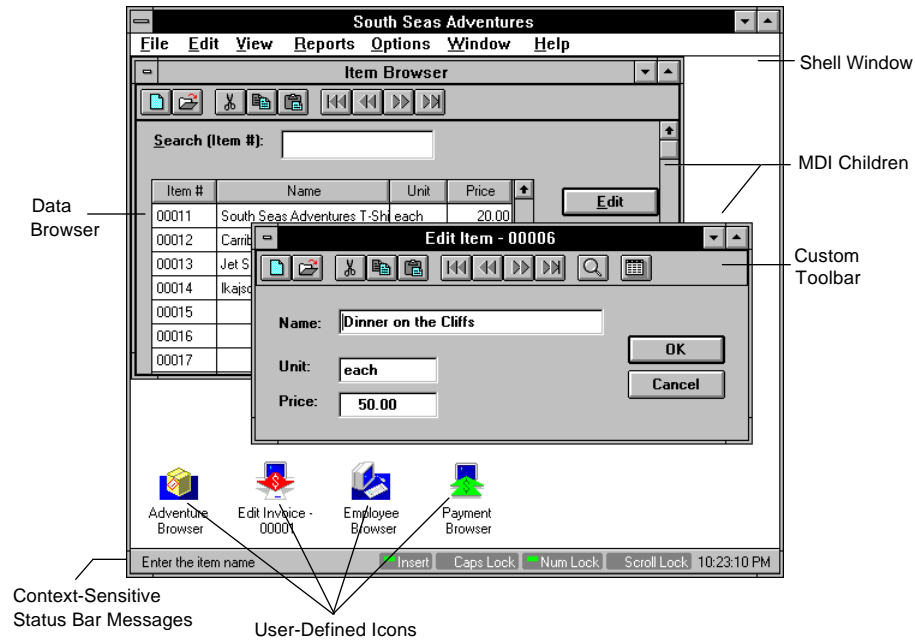 South Seas Adventures
File Edit View Reports Options Window Help
Shell Window
Item Browser
Search (Item #):
MDI Children
Item # Name Unit Price
Edit
Data
Browser
00011 South Seas Adventures T-Shi each 20.00
00012 Carrib
00013 Jet S
00014 Ikajsc
00015
00016
00017
Edit Item - 00006
Custom
Toolbar
Name: Dinner on the Cliffs
Unit: each
Price: 50.00
OK
Cancel
Adventure
Browser
Edit Invoice -
00001
Employee
Browser
Payment
Browser
Enter the item name Insert Caps Lock Num Lock Scroll Lock 10:23:10 PM
Context-Sensitive
Status Bar Messages
User-Defined Icons